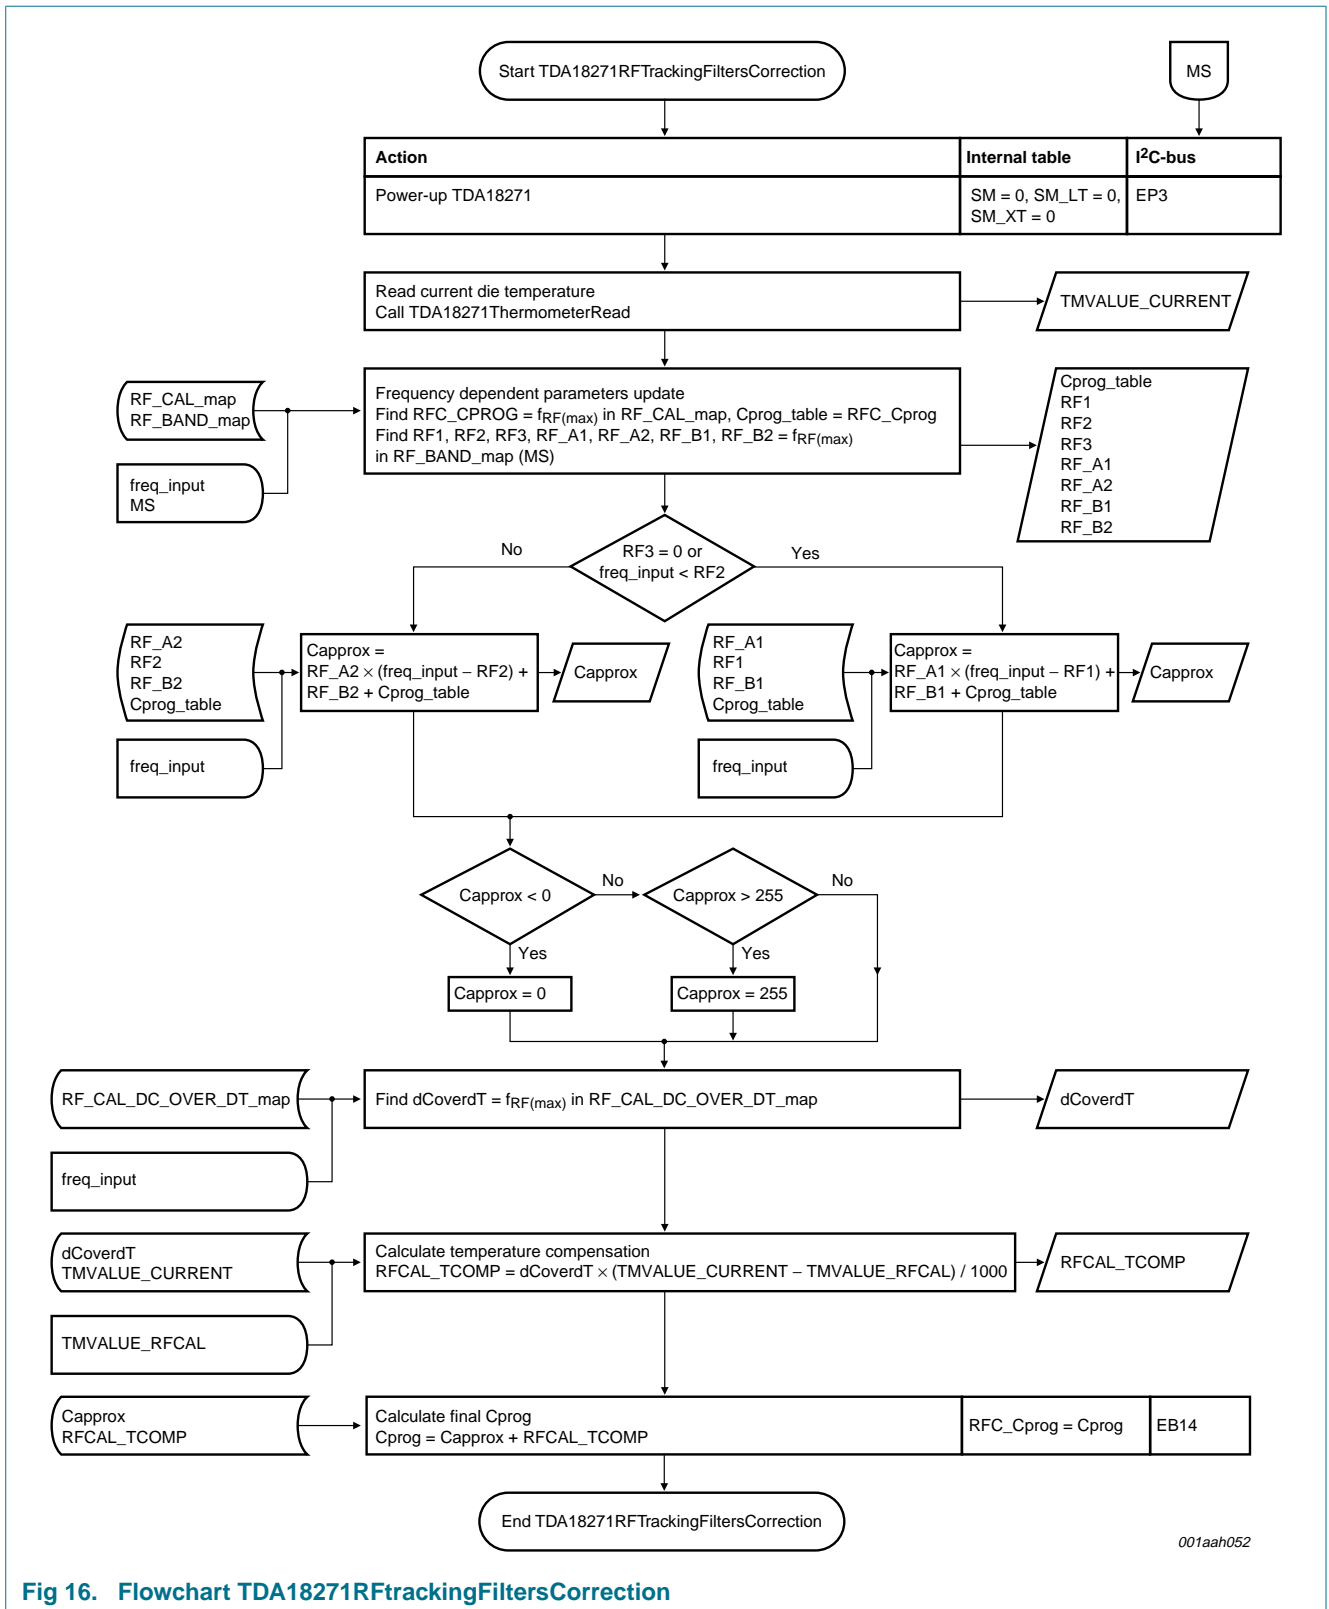 Start TDA18271RFTrackingFiltersCorrection
MS
Action
Internal table
I²C-bus
Power-up TDA18271
SM = 0, SM_LT = 0,
SM_XT = 0
EP3
Read current die temperature
Call TDA18271ThermometerRead
TMVALUE_CURRENT
RF_CAL_map
RF_BAND_map
freq_input
MS
Frequency dependent parameters update
Find RFC_CPROG = fRF(max) in RF_CAL_map, Cprog_table = RFC_Cprog
Find RF1, RF2, RF3, RF_A1, RF_A2, RF_B1, RF_B2 = fRF(max)
in RF_BAND_map (MS)
Cprog_table
RF1
RF2
RF3
RF_A1
RF_A2
RF_B1
RF_B2
No
RF3 = 0 or
freq_input < RF2
Yes
RF_A2
RF2
RF_B2
Cprog_table
freq_input
Capprox =
RF_A2 × (freq_input − RF2) +
RF_B2 + Cprog_table
Capprox
RF_A1
RF1
RF_B1
Cprog_table
freq_input
Capprox =
RF_A1 × (freq_input − RF1) +
RF_B1 + Cprog_table
Capprox
Capprox < 0
No
Capprox > 255
No
Yes
Yes
Capprox = 0
Capprox = 255
RF_CAL_DC_OVER_DT_map
freq_input
Find dCoverdT = fRF(max) in RF_CAL_DC_OVER_DT_map
dCoverdT
dCoverdT
TMVALUE_CURRENT
TMVALUE_RFCAL
Calculate temperature compensation
RFCAL_TCOMP = dCoverdT × (TMVALUE_CURRENT − TMVALUE_RFCAL) / 1000
RFCAL_TCOMP
Capprox
RFCAL_TCOMP
Calculate final Cprog
Cprog = Capprox + RFCAL_TCOMP
RFC_Cprog = Cprog
EB14
End TDA18271RFTrackingFiltersCorrection
001aah052
Fig 16. Flowchart TDA18271RFtrackingFiltersCorrection